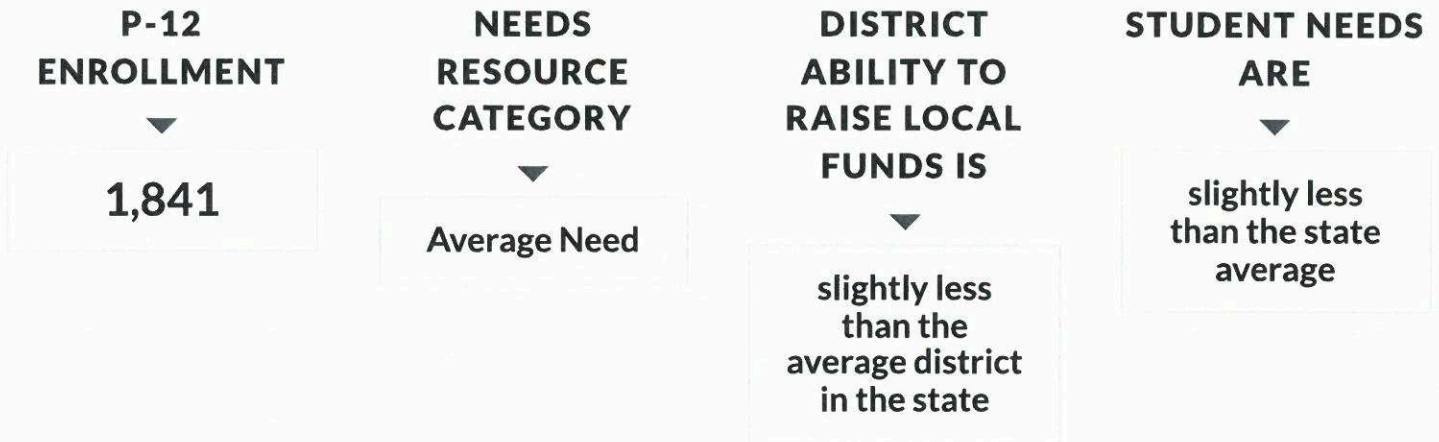 P-12
ENROLLMENT
1,841
NEEDS
RESOURCE
CATEGORY
Average Need
DISTRICT
ABILITY TO
RAISE LOCAL
FUNDS IS
slightly less
than the
average district
in the state
STUDENT NEEDS
ARE
slightly less
than the state
average